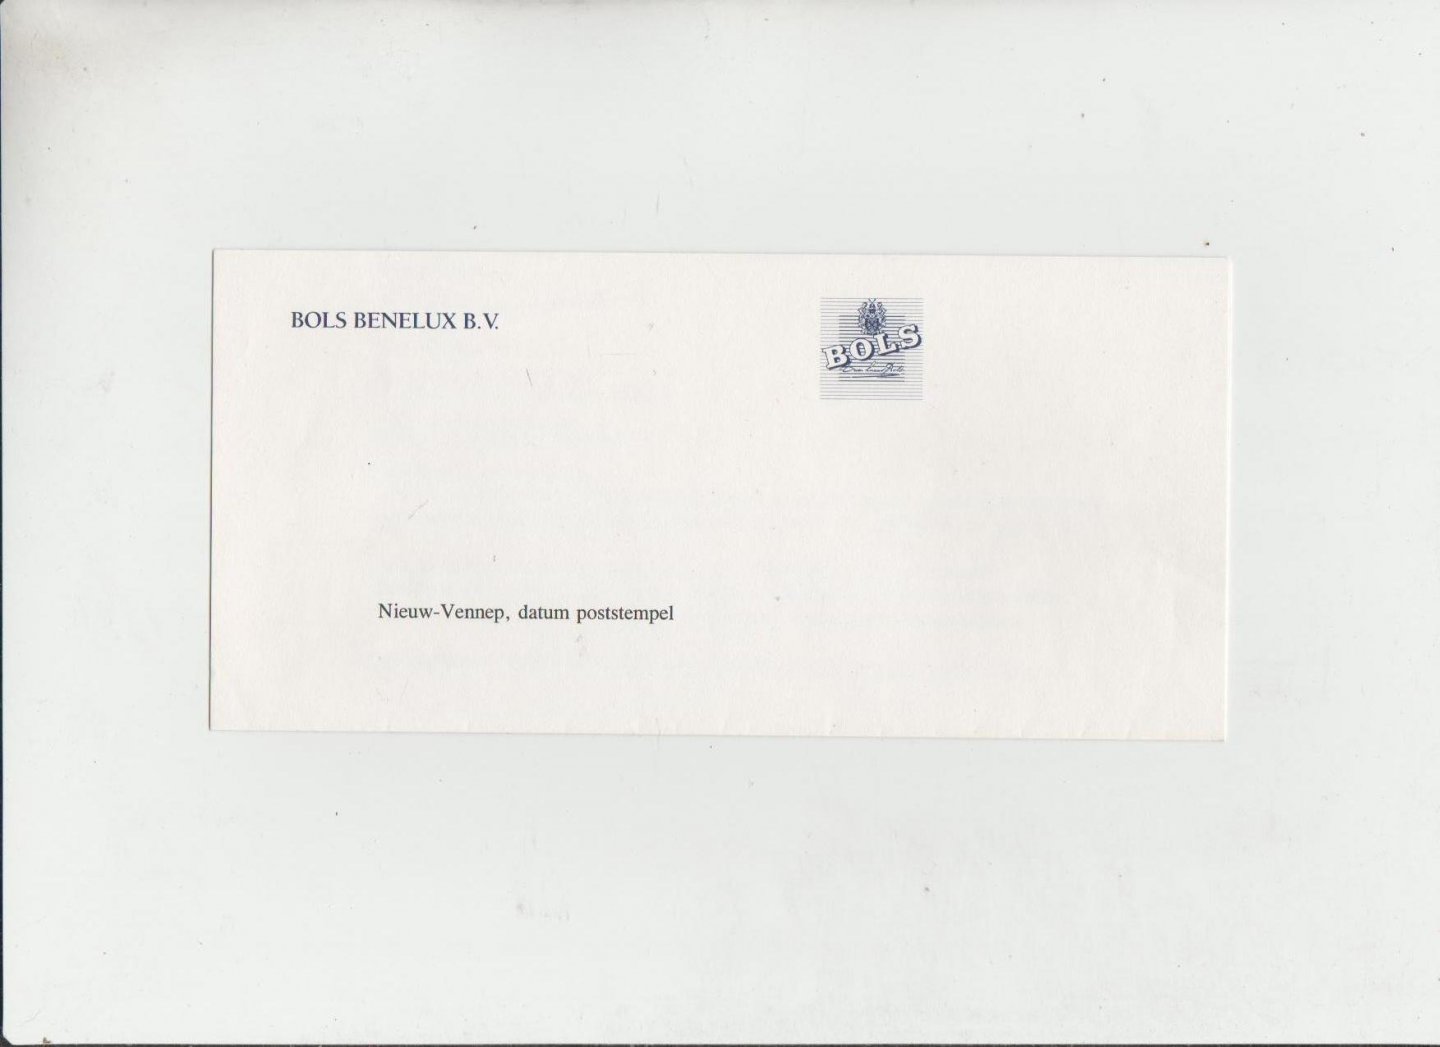 BOLS BENELUX B.V.
BOLS
Nieuw-Vennep, datum poststempel